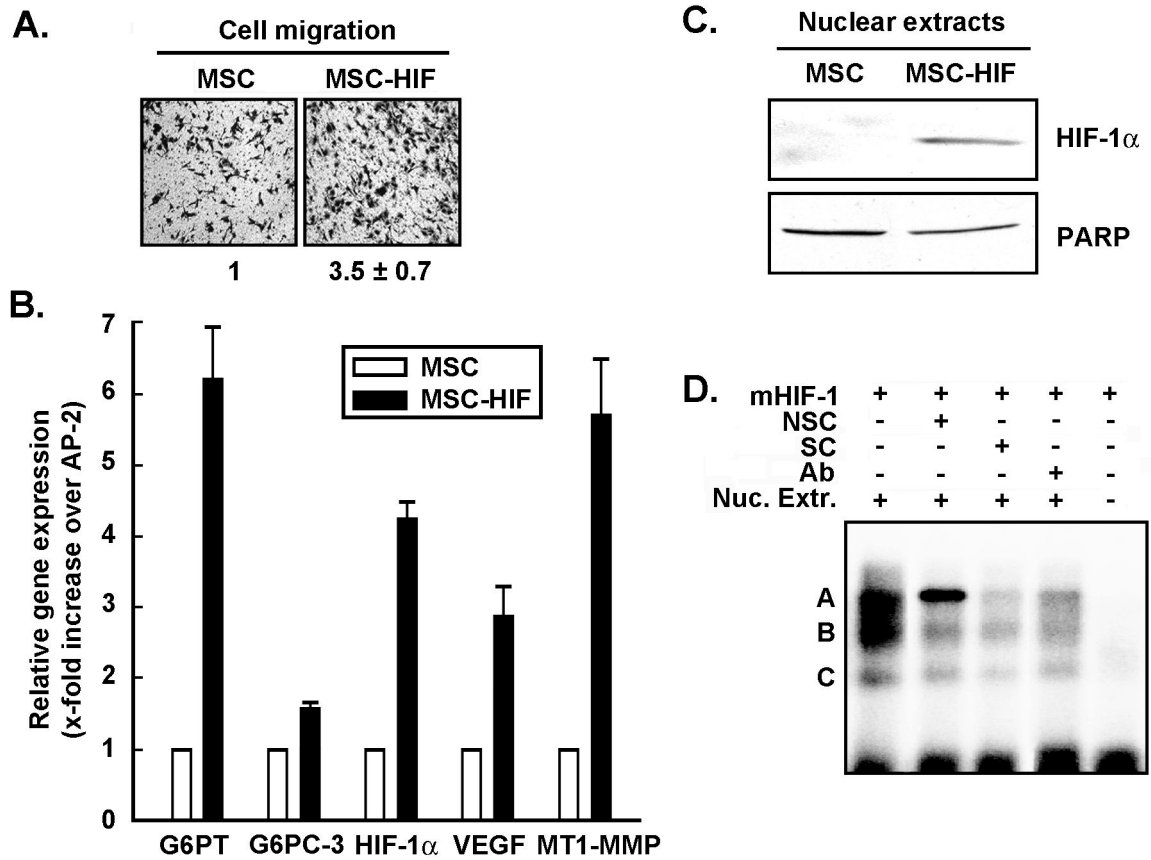 A.
Cell migration
MSC MSC-HIF
1 3.5 ± 0.7
B.
Relative gene expression
(x-fold increase over AP-2)
7
6
5
4
3
2
1
0
MSC
MSC-HIF
G6PT G6PC-3 HIF-1α VEGF MT1-MMP
C.
Nuclear extracts
MSC MSC-HIF
HIF-1α
PARP
D.
mHIF-1 + + + + +
NSC - + - - -
SC - - + - -
Ab - - - + -
Nuc. Extr. + + + + -
A
B
C